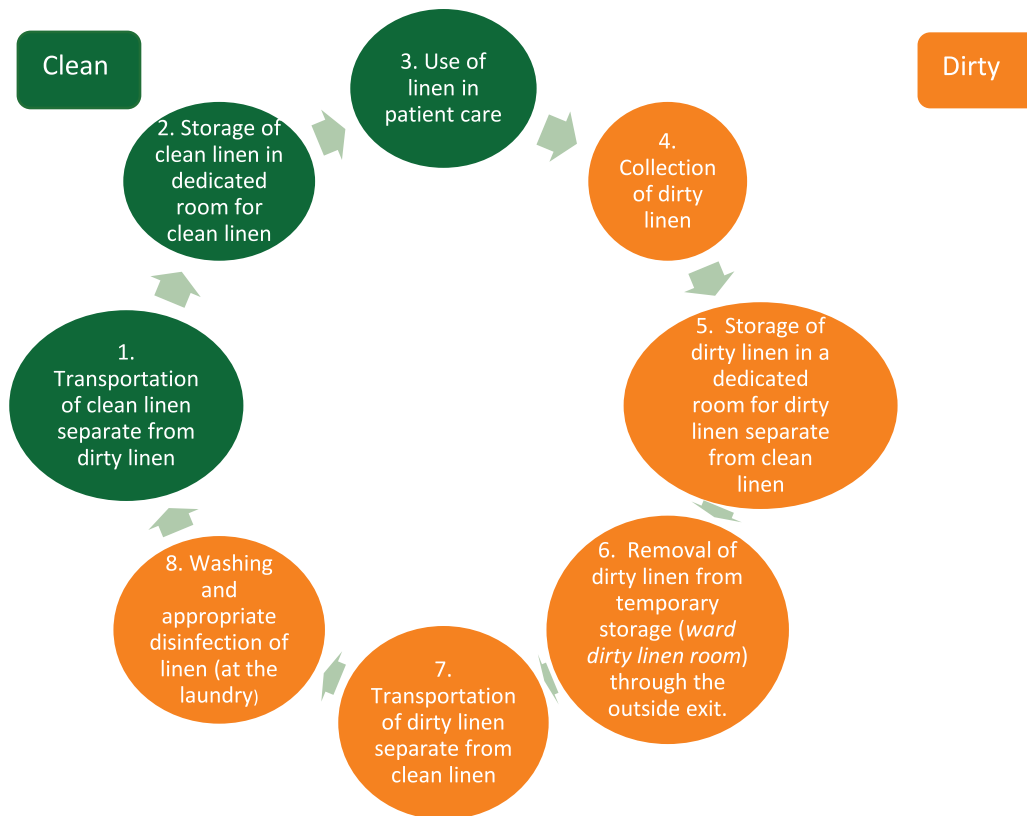 Clean
Dirty
1.
Transportation
of clean linen
separate from
dirty linen
2. Storage of
clean linen in
dedicated
room for
clean linen
3. Use of
linen in
patient care
4.
Collection
of dirty
linen
5.  Storage of
dirty linen in a
dedicated
room for dirty
linen separate
from clean
linen
6.  Removal of
dirty linen from
temporary
storage (ward
dirty linen room)
through the
outside exit.
7.
Transportation
of dirty linen
separate from
clean linen
8. Washing
and
appropriate
disinfection of
linen (at the
laundry)